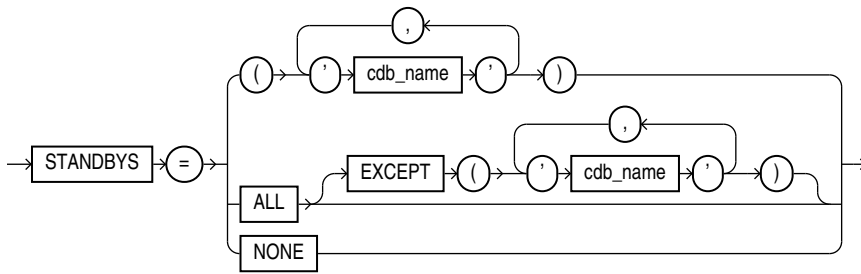 ,
( ' cdb_name ' )
,
STANDBYS = EXCEPT ( ' cdb_name ' )
ALL
NONE